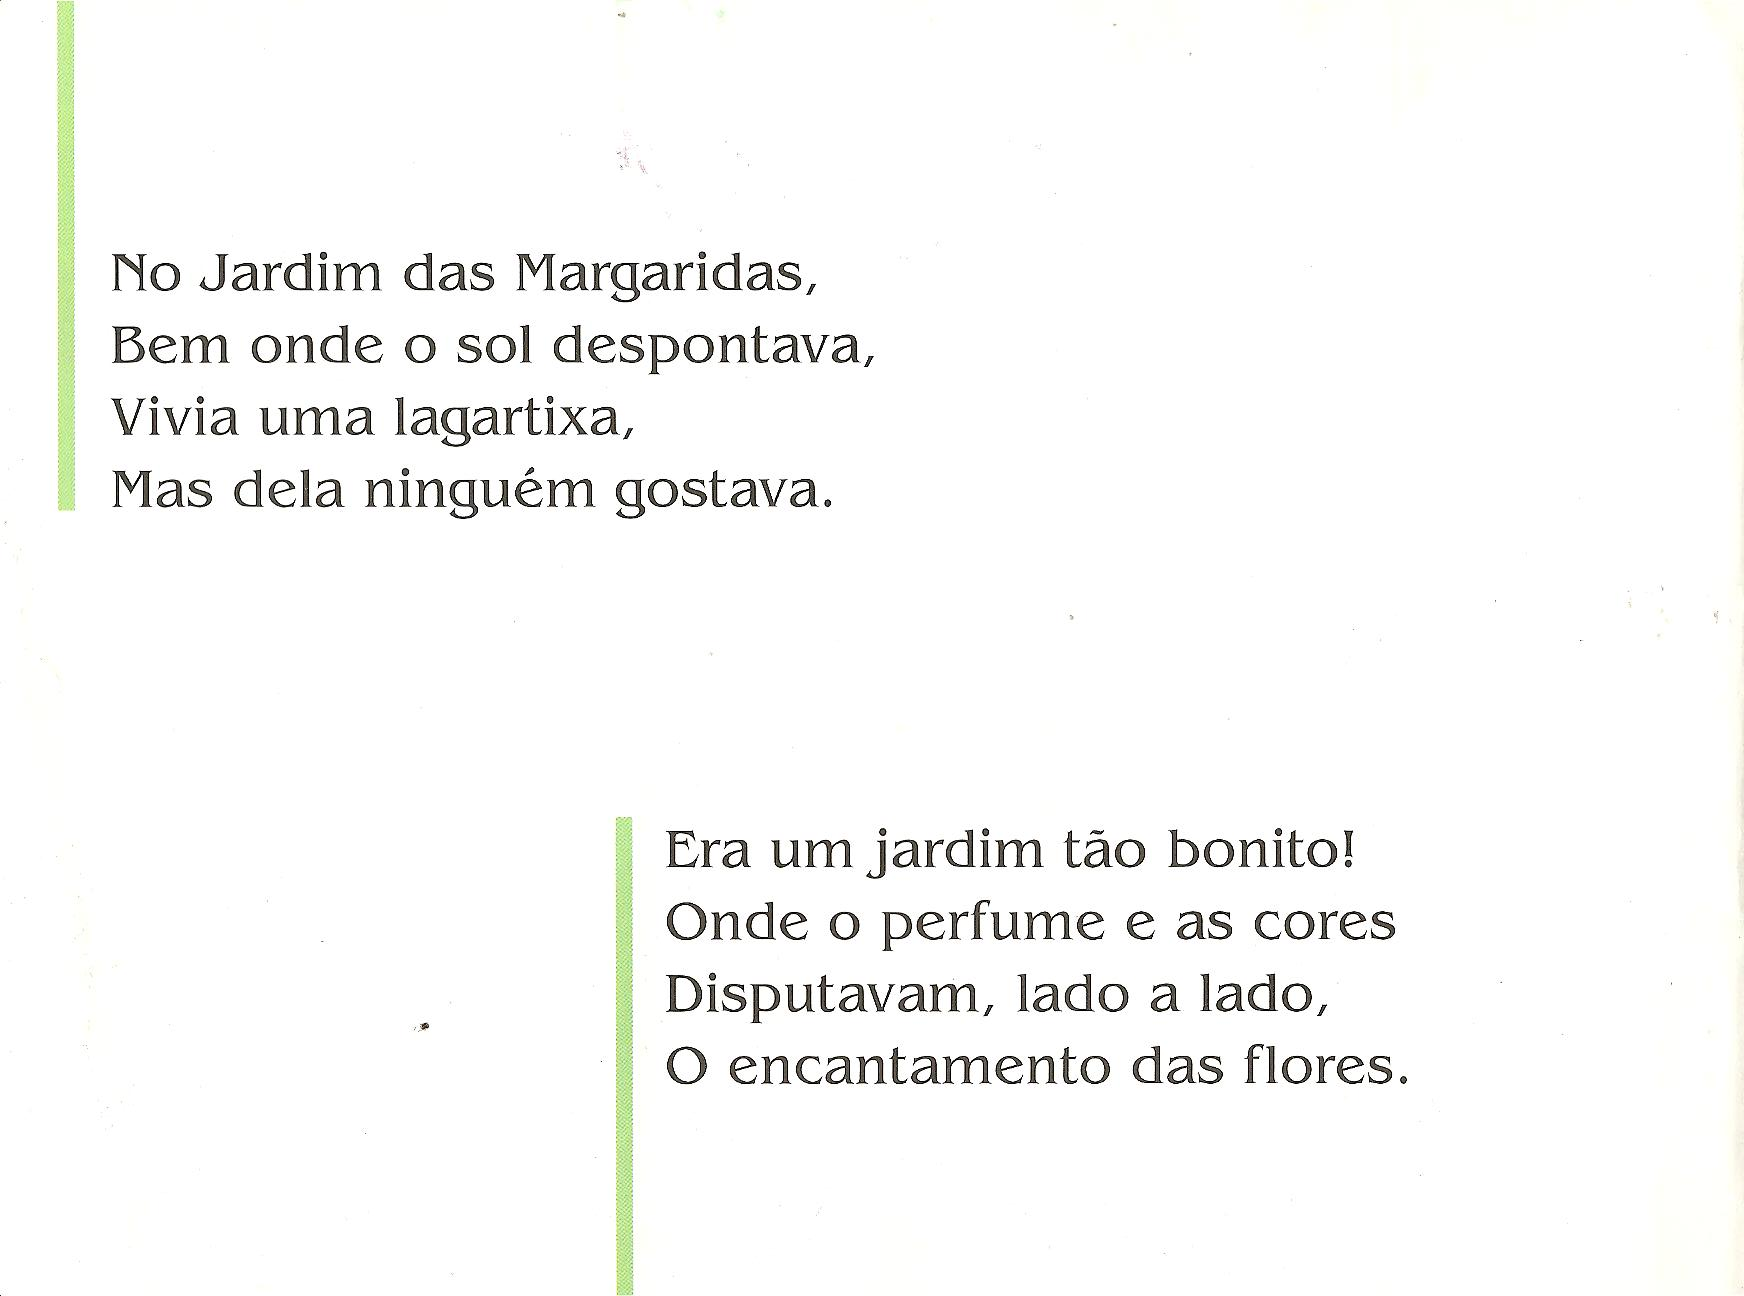 No Jardim das Margaridas,
Bem onde o sol despontava,
Vivia uma lagartixa,
Mas dela ninguém gostava.
Era um jardim tão bonito!
Onde o perfume e as cores
Disputavam, lado a lado,
O encantamento das flores.